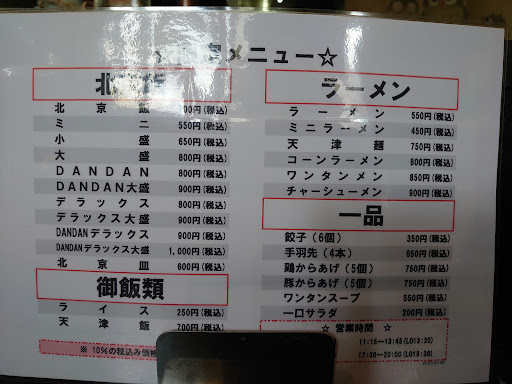 メニュー☆
北
北京飯 00円(税込)
ミニ 550円(税込)
小盛 650円(税込)
大盛 800円(税込)
DANDAN 800円(税込)
DANDAN大盛 900円(税込)
デラックス 800円(税込)
デラックス大盛 900円(税込)
DANDANデラックス 900円(税込)
DANDANデラックス大盛 1,000円(税込)
北京皿 600円(税込)
御飯類
ライス 250円(税込)
天津飯 700円(税込)
※ 10%の税込み価格
ラーメン
ラーメン 550円(税込)
ミニラーメン 450円(税込)
天津麺 750円(税込)
コーンラーメン 800円(税込)
ワンタンメン 850円(税込)
チャーシューメン 900円(税込)
一品
餃子(6個) 350円(税込)
手羽先(4本) 650円(税込)
鶏からあげ(5個) 750円(税込)
豚からあげ(5個) 750円(税込)
ワンタンスープ 550円(税込)
一口サラダ 200円(税込)
☆ 営業時間 ☆
11:15~13:45(LO13:20)
17:30~20:00(LO19:30)